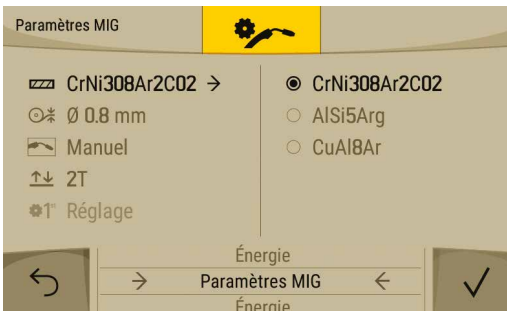 Paramètres MIG
CrNi308Ar2CO2 →
Ø 0.8 mm
Manuel
2T
1" Réglage
CrNi308Ar2CO2
AlSi5Arg
CuAl8Ar
Énergie
→ Paramètres MIG ←
Énergie